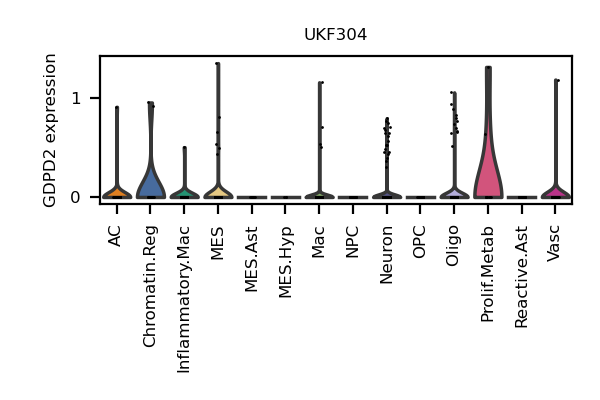 UKF304
GDPD2 expression
1
0
AC
Chromatin.Reg
Inflammatory.Mac
MES
MES.Ast
MES.Hyp
Mac
NPC
Neuron
OPC
Oligo
Prolif.Metab
Reactive.Ast
Vasc